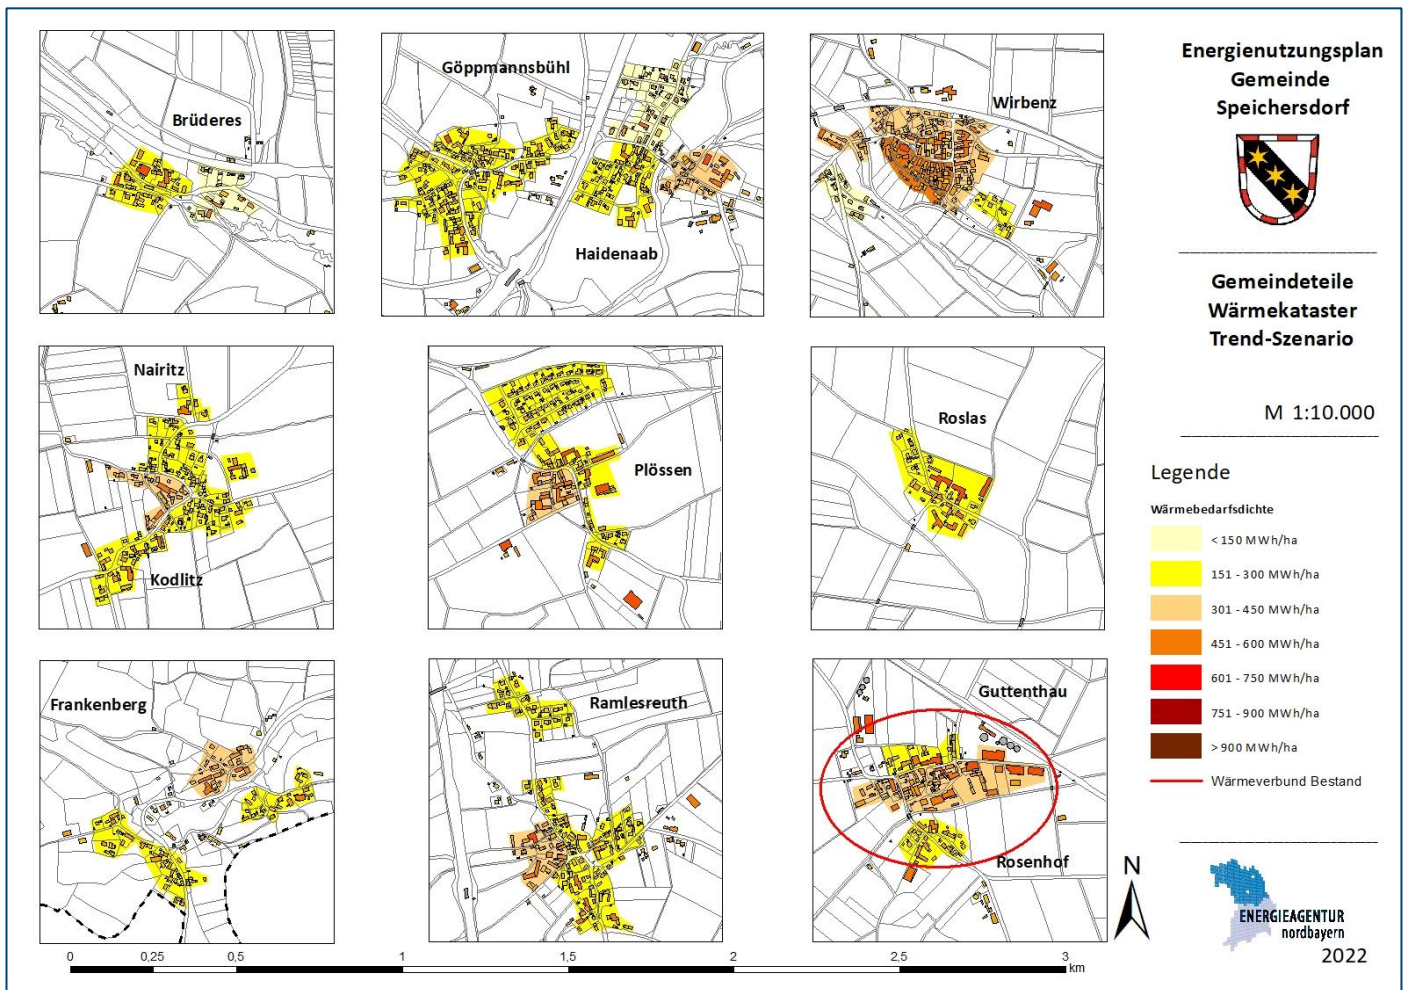 Brüderes
Göppmannsbühl
Haidenaab
Wirbenz
Nairitz
Kodlitz
Plössen
Roslas
Frankenberg
Ramlesreuth
Guttenthau
Rosenhof
N
0
0,25
0,5
1
1,5
2
2,5
3
km
Energienutzungsplan
Gemeinde
Speichersdorf
Gemeindeteile
Wärmekataster
Trend-Szenario
M 1:10.000
Legende
Wärmebedarfsdichte
< 150 MWh/ha
151 - 300 MWh/ha
301 - 450 MWh/ha
451 - 600 MWh/ha
601 - 750 MWh/ha
751 - 900 MWh/ha
> 900 MWh/ha
Wärmeverbund Bestand
ENERGIEAGENTUR
nordbayern
2022